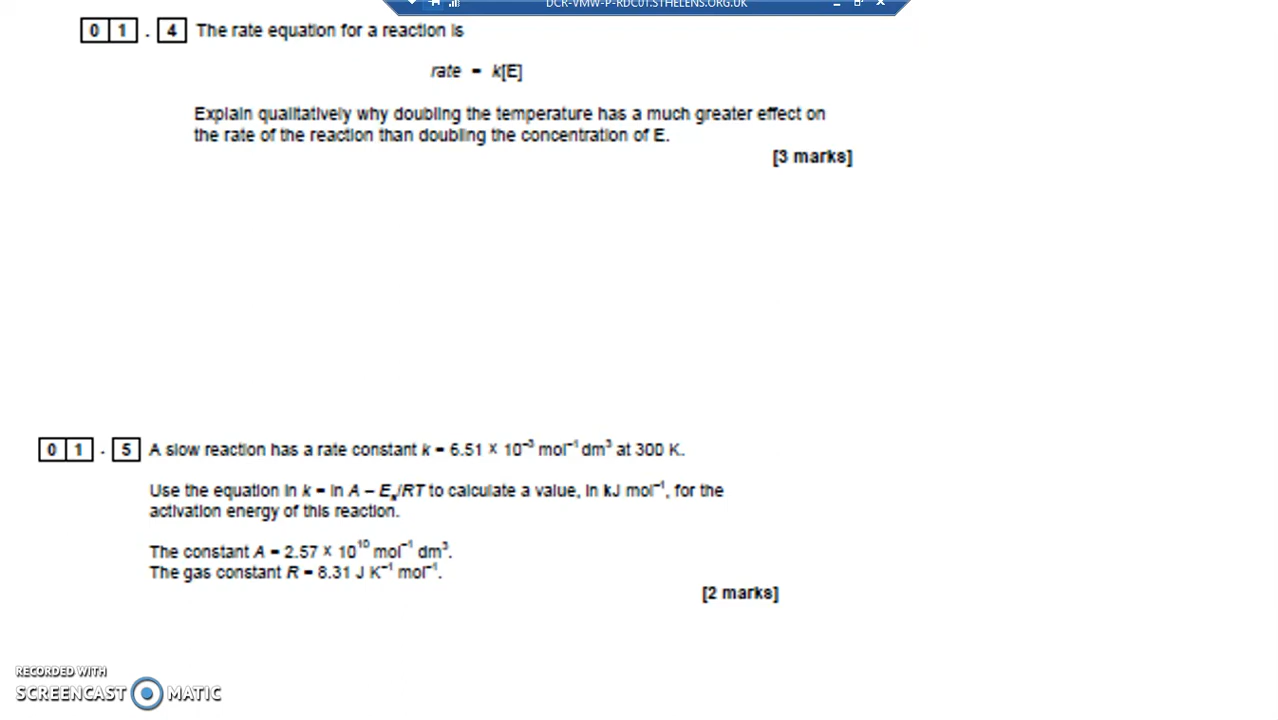 DCR-VMW-P-RDC01.STHELENS.ORG.UK
0 1 . 4 The rate equation for a reaction is
rate = k[E]
Explain qualitatively why doubling the temperature has a much greater effect on
the rate of the reaction than doubling the concentration of E.
[3 marks]
0 1 . 5 A slow reaction has a rate constant k = 6.51 × 10⁻³ mol⁻¹ dm³ at 300 K.
Use the equation ln k = ln A – Eₐ/RT to calculate a value, in kJ mol⁻¹, for the
activation energy of this reaction.
The constant A = 2.57 × 10¹⁰ mol⁻¹ dm³.
The gas constant R = 8.31 J K⁻¹ mol⁻¹.
[2 marks]
RECORDED WITH
SCREENCAST MATIC